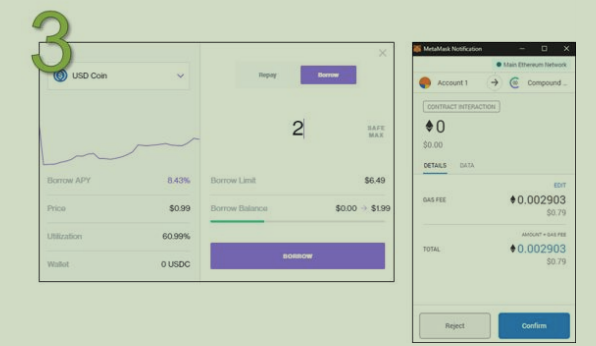 3
USD Coin
Repay
Borrow
2
SAFE
MAX
Borrow APY 8.43%
Price $0.99
Utilization 60.99%
Wallet 0 USDC
Borrow Limit $6.49
Borrow Balance $0.00 → $1.99
BORROW
MetaMask Notification
Main Ethereum Network
Account 1 → Compound ...
CONTRACT INTERACTION
0
$0.00
DETAILS DATA
EDIT
GAS FEE 0.002903
$0.79
AMOUNT + GAS FEE
TOTAL 0.002903
$0.79
Reject Confirm